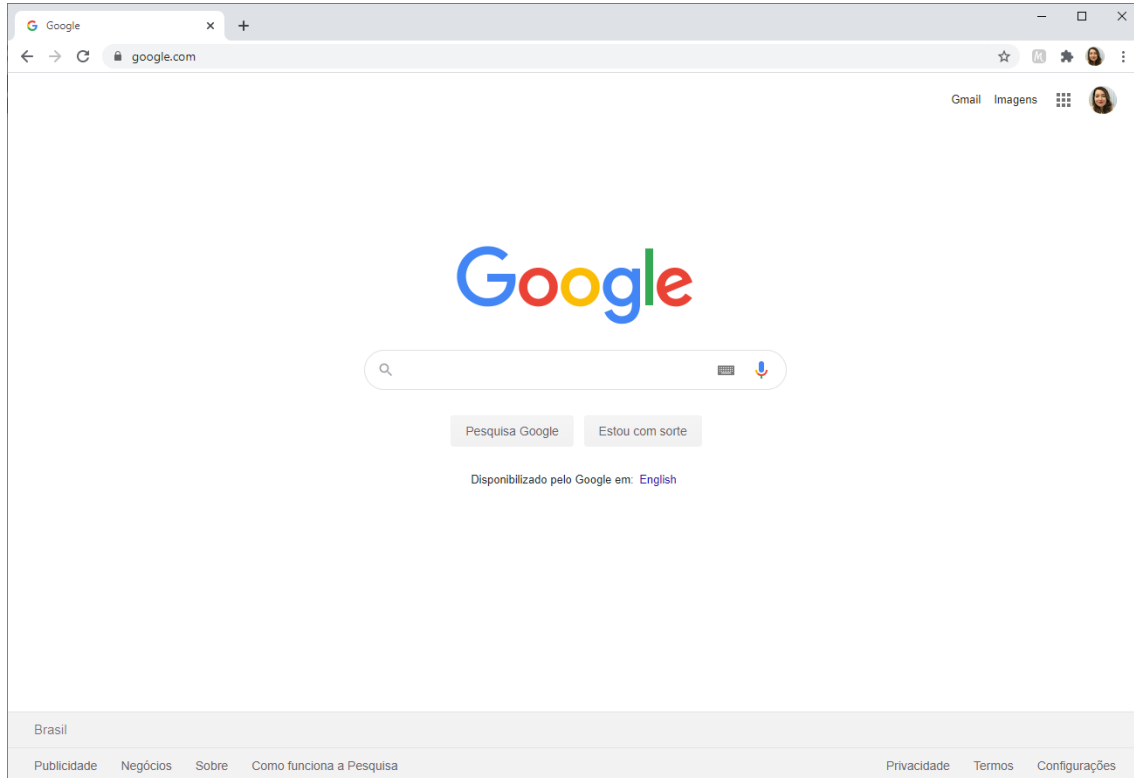 Google
google.com
Gmail Imagens
Google
Pesquisa Google Estou com sorte
Disponibilizado pelo Google em: English
Brasil
Publicidade Negócios Sobre Como funciona a Pesquisa Privacidade Termos Configurações